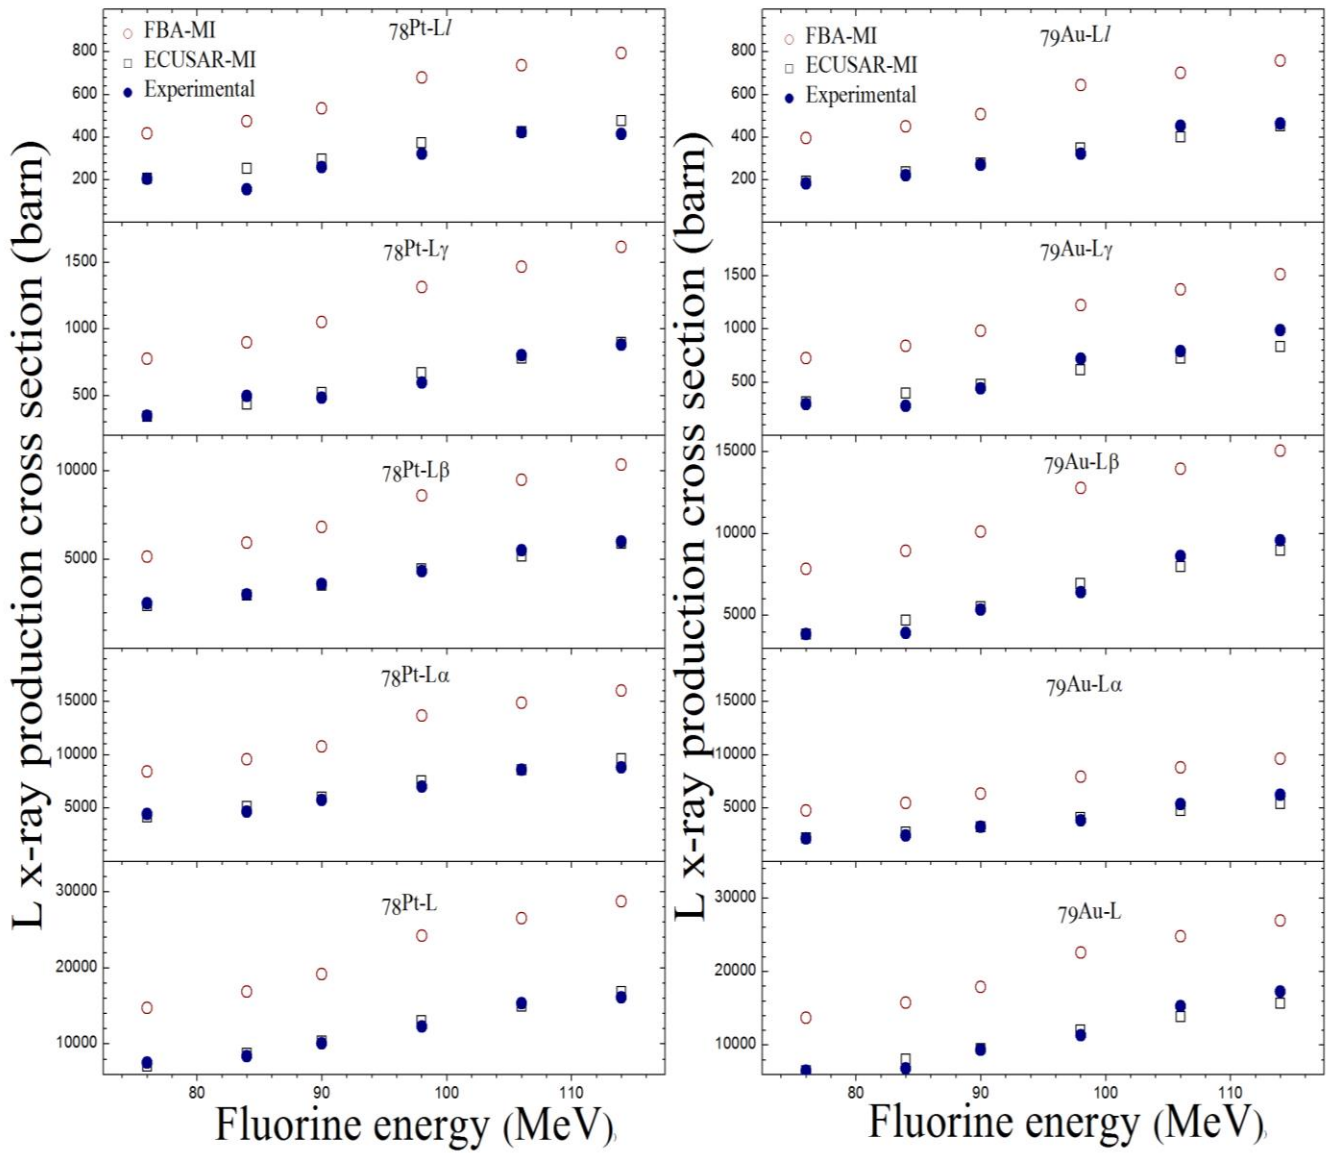 L x-ray production cross section (barn)
FBA-MI
ECUSAR-MI
Experimental
78Pt-Ll
800
600
400
200
78Pt-Lγ
1500
1000
500
78Pt-Lβ
10000
5000
78Pt-Lα
15000
10000
5000
78Pt-L
30000
20000
10000
80 90 100 110
Fluorine energy (MeV)
L x-ray production cross section (barn)
FBA-MI
ECUSAR-MI
Experimental
79Au-Ll
800
600
400
200
79Au-Lγ
1500
1000
500
79Au-Lβ
15000
10000
5000
79Au-Lα
15000
10000
5000
79Au-L
30000
20000
10000
80 90 100 110
Fluorine energy (MeV)